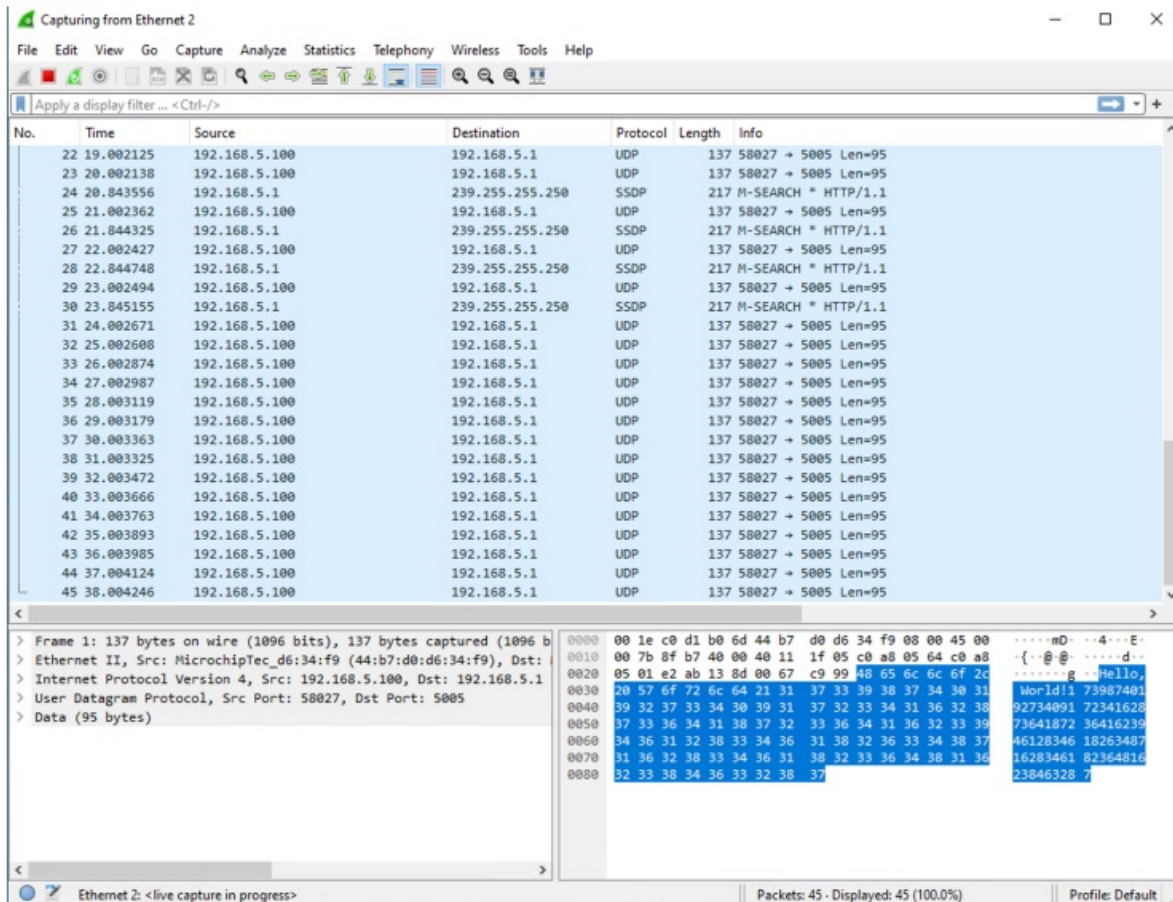 Capturing from Ethernet 2
File Edit View Go Capture Analyze Statistics Telephony Wireless Tools Help
Apply a display filter ... <Ctrl-/>
No. Time Source Destination Protocol Length Info
22 19.002125 192.168.5.100 192.168.5.1 UDP 137 58027 → 5005 Len=95
23 20.002138 192.168.5.100 192.168.5.1 UDP 137 58027 → 5005 Len=95
24 20.843556 192.168.5.1 239.255.255.250 SSDP 217 M-SEARCH * HTTP/1.1
25 21.002362 192.168.5.100 192.168.5.1 UDP 137 58027 → 5005 Len=95
26 21.844325 192.168.5.1 239.255.255.250 SSDP 217 M-SEARCH * HTTP/1.1
27 22.002427 192.168.5.100 192.168.5.1 UDP 137 58027 → 5005 Len=95
28 22.844748 192.168.5.1 239.255.255.250 SSDP 217 M-SEARCH * HTTP/1.1
29 23.002494 192.168.5.100 192.168.5.1 UDP 137 58027 → 5005 Len=95
30 23.845155 192.168.5.1 239.255.255.250 SSDP 217 M-SEARCH * HTTP/1.1
31 24.002671 192.168.5.100 192.168.5.1 UDP 137 58027 → 5005 Len=95
32 25.002608 192.168.5.100 192.168.5.1 UDP 137 58027 → 5005 Len=95
33 26.002874 192.168.5.100 192.168.5.1 UDP 137 58027 → 5005 Len=95
34 27.002987 192.168.5.100 192.168.5.1 UDP 137 58027 → 5005 Len=95
35 28.003119 192.168.5.100 192.168.5.1 UDP 137 58027 → 5005 Len=95
36 29.003179 192.168.5.100 192.168.5.1 UDP 137 58027 → 5005 Len=95
37 30.003363 192.168.5.100 192.168.5.1 UDP 137 58027 → 5005 Len=95
38 31.003325 192.168.5.100 192.168.5.1 UDP 137 58027 → 5005 Len=95
39 32.003472 192.168.5.100 192.168.5.1 UDP 137 58027 → 5005 Len=95
40 33.003666 192.168.5.100 192.168.5.1 UDP 137 58027 → 5005 Len=95
41 34.003763 192.168.5.100 192.168.5.1 UDP 137 58027 → 5005 Len=95
42 35.003893 192.168.5.100 192.168.5.1 UDP 137 58027 → 5005 Len=95
43 36.003985 192.168.5.100 192.168.5.1 UDP 137 58027 → 5005 Len=95
44 37.004124 192.168.5.100 192.168.5.1 UDP 137 58027 → 5005 Len=95
45 38.004246 192.168.5.100 192.168.5.1 UDP 137 58027 → 5005 Len=95
> Frame 1: 137 bytes on wire (1096 bits), 137 bytes captured (1096 b
> Ethernet II, Src: MicrochipTec_d6:34:f9 (44:b7:d0:d6:34:f9), Dst:
> Internet Protocol Version 4, Src: 192.168.5.100, Dst: 192.168.5.1
> User Datagram Protocol, Src Port: 58027, Dst Port: 5005
> Data (95 bytes)
0000 00 1e c0 d1 b0 6d 44 b7 d0 d6 34 f9 08 00 45 00 ·····mD· ··4···E·
0010 00 7b 8f b7 40 00 40 11 1f 05 c0 a8 05 64 c0 a8 ·{··@·@· ·····d··
0020 05 01 e2 ab 13 8d 00 67 c9 99 48 65 6c 6c 6f 2c ·······g ··Hello,
0030 20 57 6f 72 6c 64 21 31 37 33 39 38 37 34 30 31 World!1 73987401
0040 39 32 37 33 34 30 39 31 37 32 33 34 31 36 32 38 92734091 72341628
0050 37 33 36 34 31 38 37 32 33 36 34 31 36 32 33 39 73641872 36416239
0060 34 36 31 32 38 33 34 36 31 38 32 36 33 34 38 37 46128346 18263487
0070 31 36 32 38 33 34 36 31 38 32 33 36 34 38 31 36 16283461 82364816
0080 32 33 38 34 36 33 32 38 37 23846328 7
Ethernet 2: <live capture in progress> Packets: 45 · Displayed: 45 (100.0%) Profile: Default